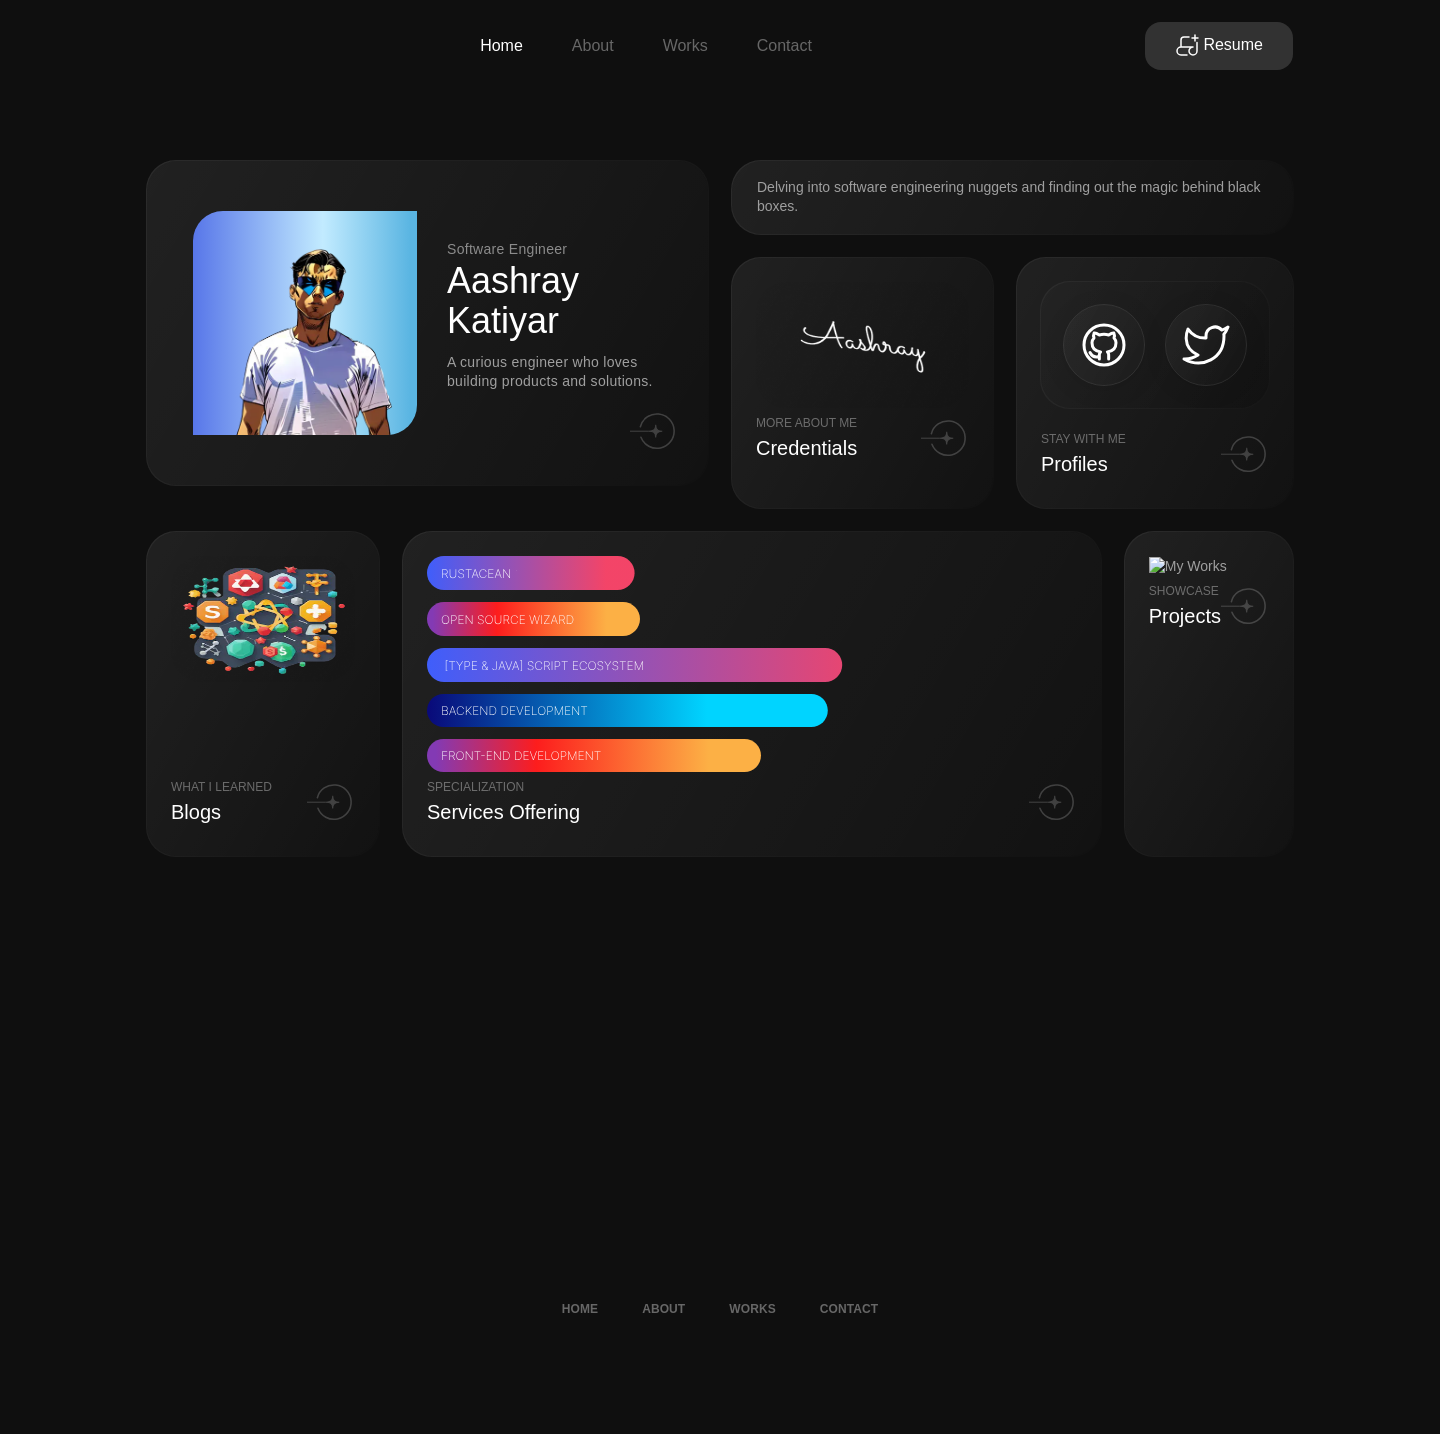 Home About Works Contact Resume
Delving into software engineering nuggets and finding out the magic behind black
boxes.
Software Engineer
Aashray
Katiyar
A curious engineer who loves
building products and solutions.
Aashray
MORE ABOUT ME
Credentials
STAY WITH ME
Profiles
S
S
$
WHAT I LEARNED
Blogs
RUSTACEAN
OPEN SOURCE WIZARD
[TYPE & JAVA] SCRIPT ECOSYSTEM
BACKEND DEVELOPMENT
FRONT-END DEVELOPMENT
SPECIALIZATION
Services Offering
My Works
SHOWCASE
Projects
HOME ABOUT WORKS CONTACT